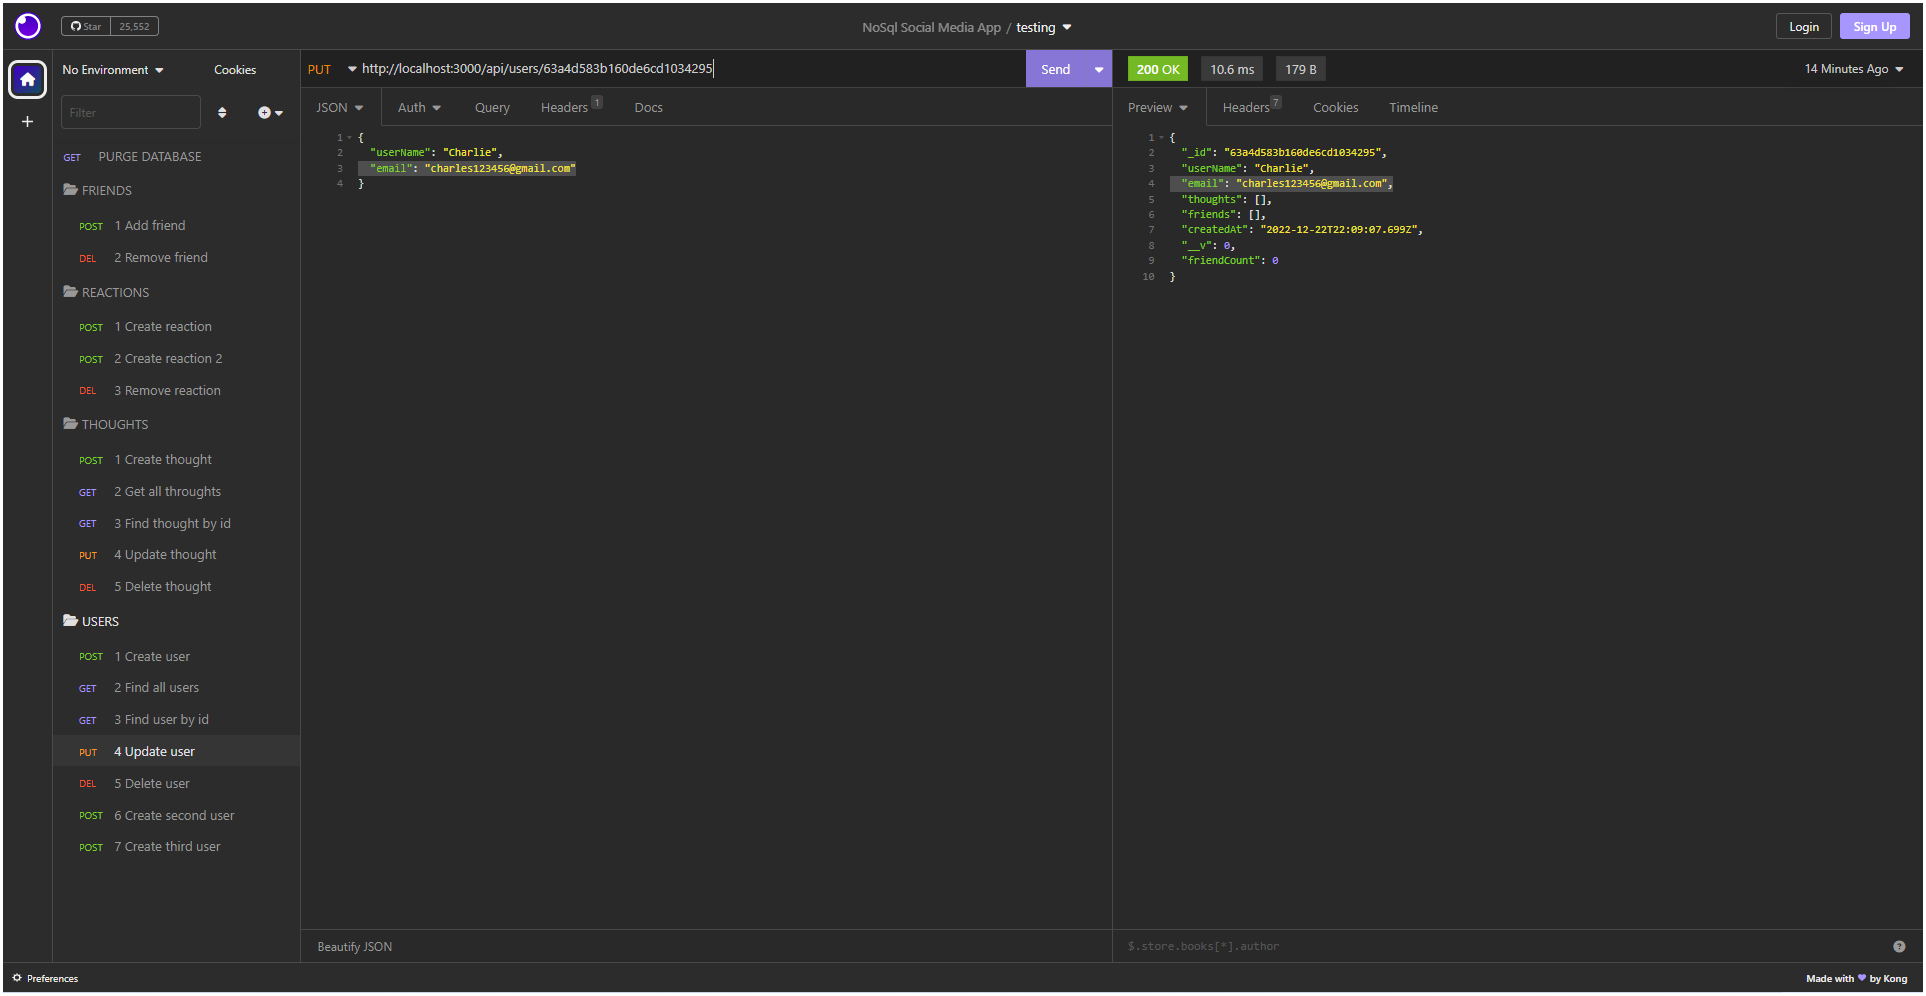 Star 25,552
NoSql Social Media App / testing
Login
Sign Up
No Environment
Cookies
Filter
GET PURGE DATABASE
FRIENDS
POST 1 Add friend
DEL 2 Remove friend
REACTIONS
POST 1 Create reaction
POST 2 Create reaction 2
DEL 3 Remove reaction
THOUGHTS
POST 1 Create thought
GET 2 Get all throughts
GET 3 Find thought by id
PUT 4 Update thought
DEL 5 Delete thought
USERS
POST 1 Create user
GET 2 Find all users
GET 3 Find user by id
PUT 4 Update user
DEL 5 Delete user
POST 6 Create second user
POST 7 Create third user
PUT http://localhost:3000/api/users/63a4d583b160de6cd1034295
Send
JSON Auth Query Headers 1 Docs
1 {
2 "userName": "Charlie",
3 "email": "charles123456@gmail.com"
4 }
Beautify JSON
200 OK 10.6 ms 179 B
14 Minutes Ago
Preview Headers 7 Cookies Timeline
1 {
2 "_id": "63a4d583b160de6cd1034295",
3 "userName": "Charlie",
4 "email": "charles123456@gmail.com",
5 "thoughts": [],
6 "friends": [],
7 "createdAt": "2022-12-22T22:09:07.699Z",
8 "__v": 0,
9 "friendCount": 0
10 }
$.store.books[*].author
?
Preferences
Made with ♥ by Kong